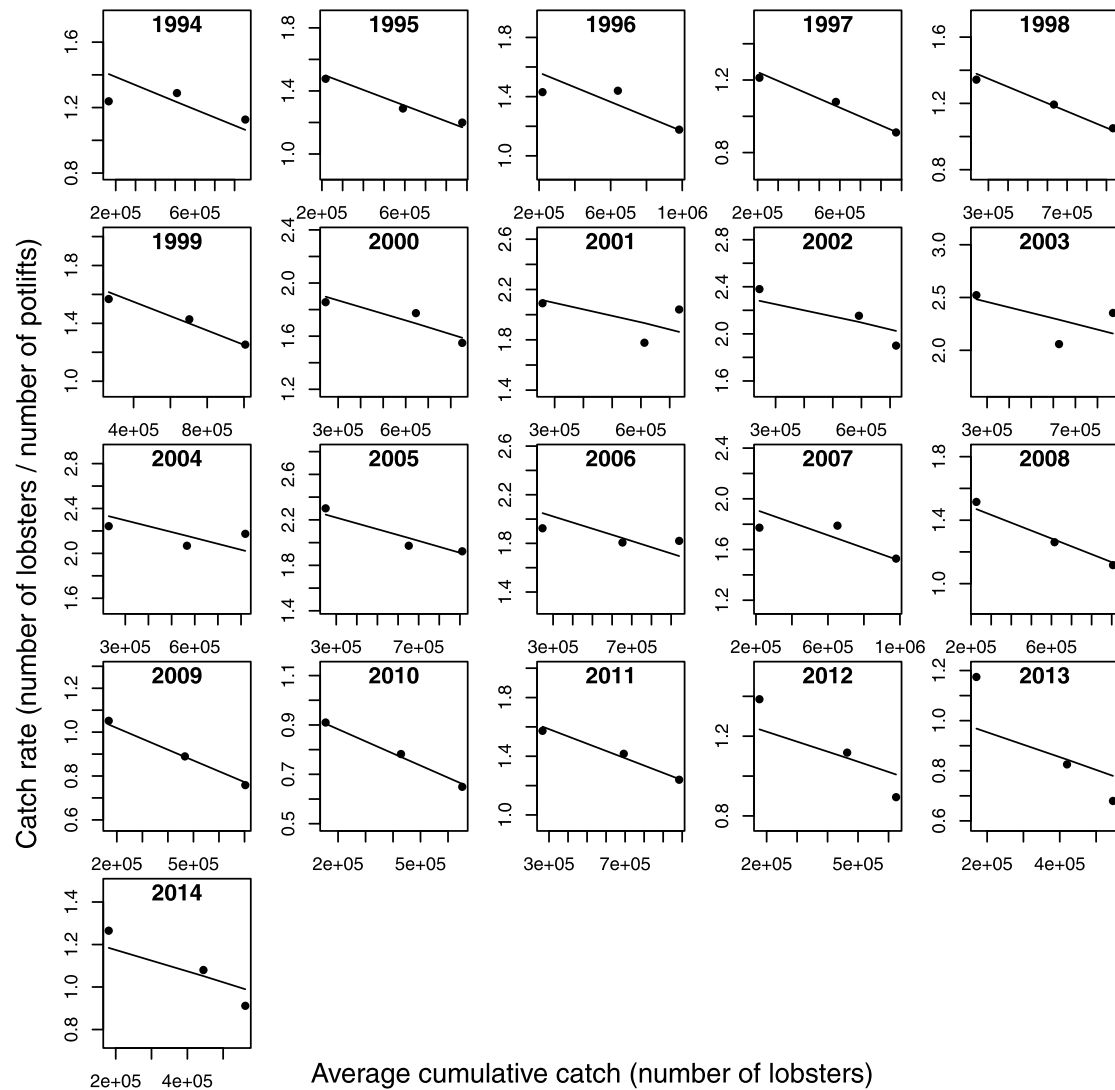 1994 1995 1996 1997 1998
0.8 1.2 1.6 1.0 1.4 1.8 1.0 1.4 1.8 0.8 1.2 0.8 1.2 1.6
2e+05 6e+05 2e+05 6e+05 2e+05 6e+05 1e+06 2e+05 6e+05 3e+05 7e+05
1999 2000 2001 2002 2003
1.0 1.4 1.8 1.2 1.6 2.0 2.4 1.4 1.8 2.2 2.6 1.6 2.0 2.4 2.8 2.0 2.5 3.0
4e+05 8e+05 3e+05 6e+05 3e+05 6e+05 3e+05 6e+05 3e+05 7e+05
2004 2005 2006 2007 2008
1.6 2.0 2.4 2.8 1.4 1.8 2.2 2.6 1.4 1.8 2.2 2.6 1.2 1.6 2.0 2.4 1.0 1.4 1.8
3e+05 6e+05 3e+05 7e+05 3e+05 7e+05 2e+05 6e+05 1e+06 2e+05 6e+05
2009 2010 2011 2012 2013
0.6 0.8 1.0 1.2 0.5 0.7 0.9 1.1 1.0 1.4 1.8 0.8 1.2 0.6 0.8 1.0 1.2
2e+05 5e+05 2e+05 5e+05 3e+05 7e+05 2e+05 5e+05 2e+05 4e+05
2014
0.8 1.0 1.2 1.4
2e+05 4e+05
Catch rate (number of lobsters / number of potlifts)
Average cumulative catch (number of lobsters)